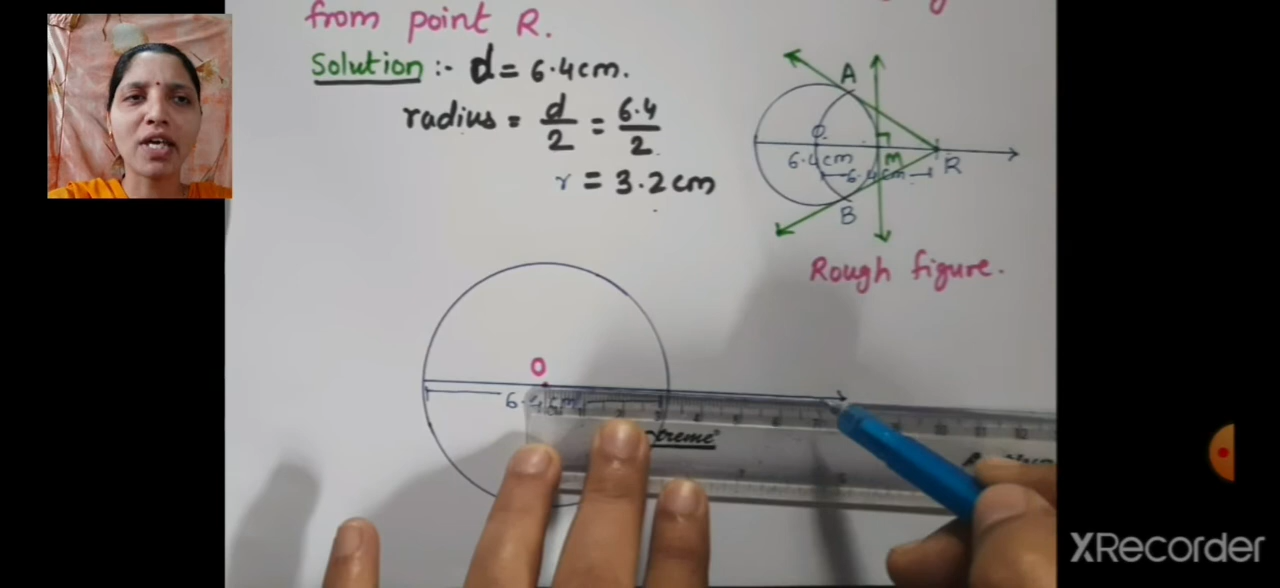 from point R.
Solution :- d = 6.4cm.
radius = d/2 = 6.4/2
r = 3.2cm
A
O
6.4cm
M
R
6.4cm
B
Rough figure.
O
6.4cm
XRecorder